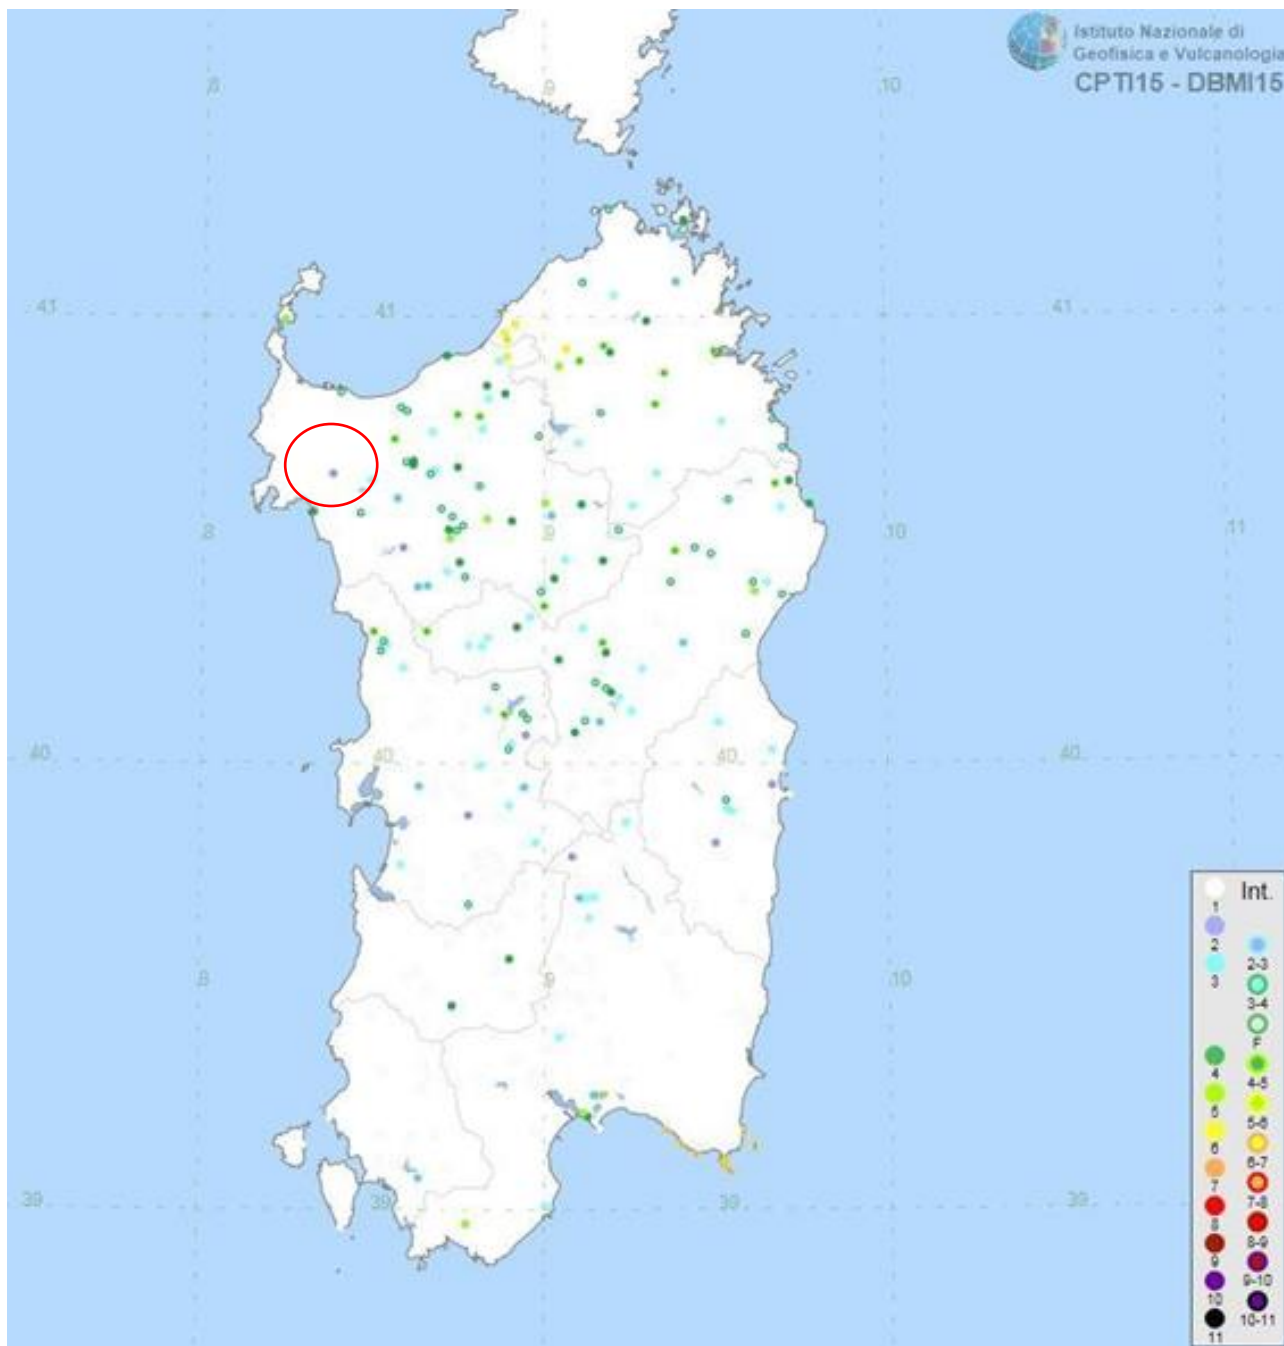 Istituto Nazionale di
Geofisica e Vulcanologia
CPTI15 - DBMI15
8 9 10
41 41 41
8 9 10 11
40 40 40 40
8 9 10
39 39 39 39
Int.
1
2 2-3
3 3-4
F
4 4-5
5 5-6
6 6-7
7 7-8
8 8-9
9 9-10
10 10-11
11